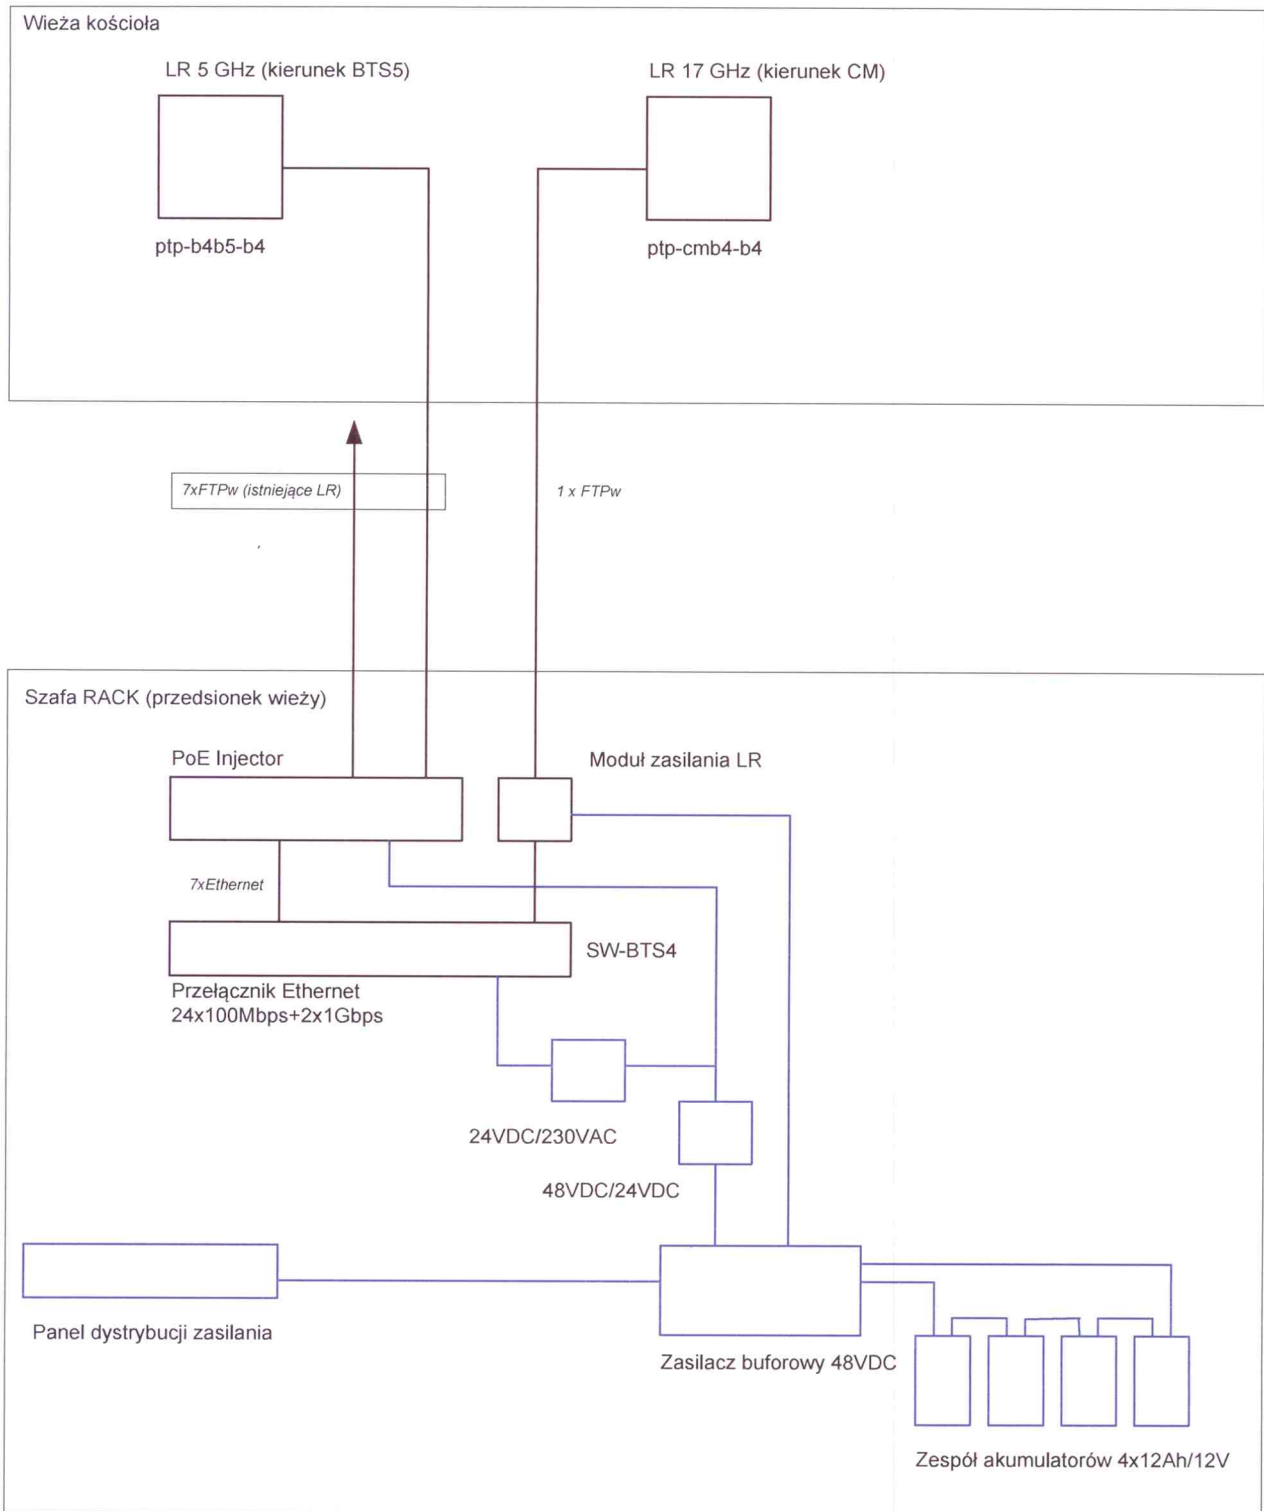 Wieża kościoła
LR 5 GHz (kierunek BTS5)
LR 17 GHz (kierunek CM)
ptp-b4b5-b4
ptp-cmb4-b4
7xFTPw (istniejące LR)
1 x FTPw
Szafa RACK (przedsionek wieży)
PoE Injector
Moduł zasilania LR
7xEthernet
SW-BTS4
Przełącznik Ethernet
24x100Mbps+2x1Gbps
24VDC/230VAC
48VDC/24VDC
Panel dystrybucji zasilania
Zasilacz buforowy 48VDC
Zespół akumulatorów 4x12Ah/12V